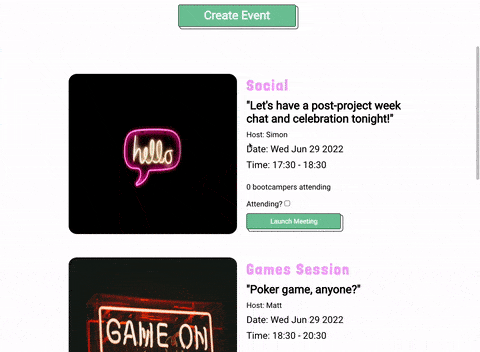 Create Event
hello
Social
"Let's have a post-project week
chat and celebration tonight!"
Host: Simon
Date: Wed Jun 29 2022
Time: 17:30 - 18:30
0 bootcampers attending
Attending?
Launch Meeting
GAME ON
Games Session
"Poker game, anyone?"
Host: Matt
Date: Wed Jun 29 2022
Time: 18:30 - 20:30